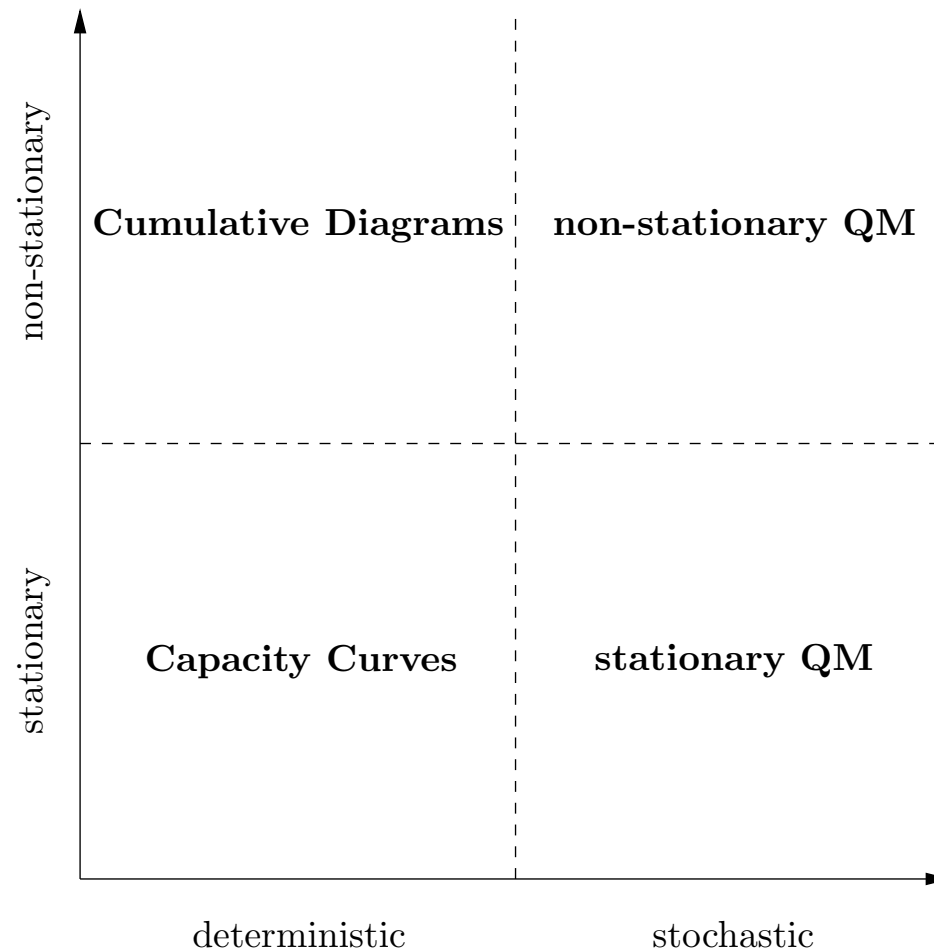 non-stationary
Cumulative Diagrams
non-stationary QM
stationary
Capacity Curves
stationary QM
deterministic
stochastic